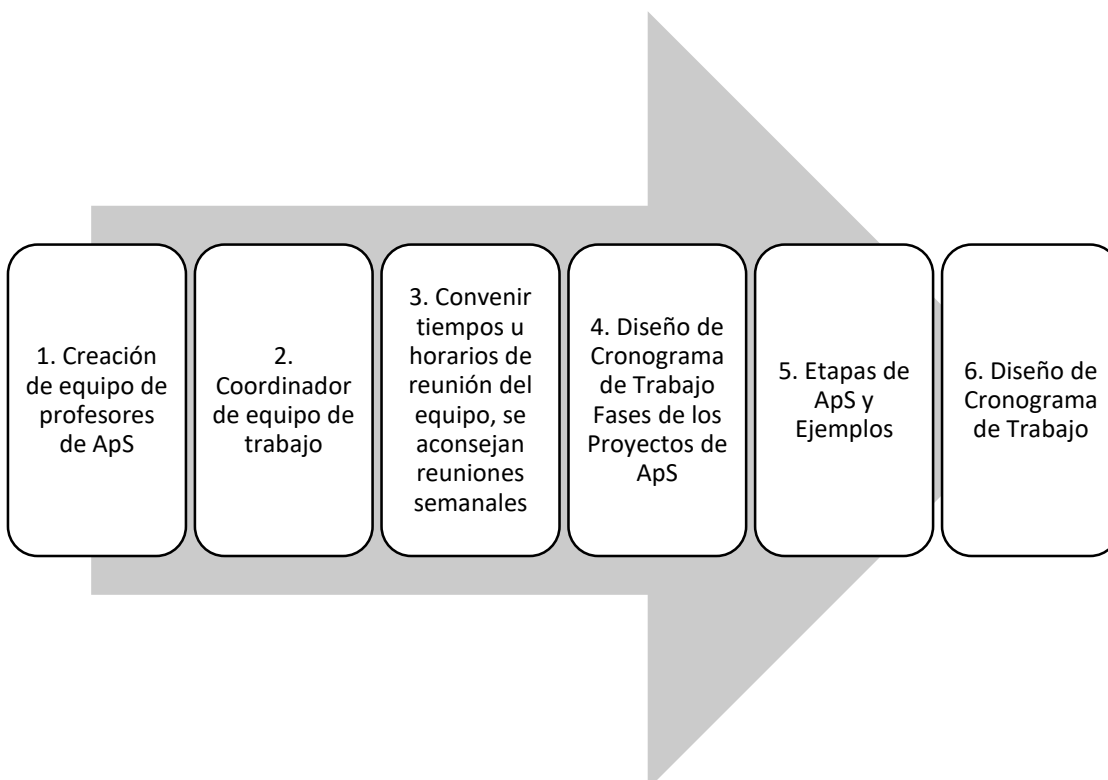 1. Creación
de equipo de
profesores
de ApS
2.
Coordinador
de equipo de
trabajo
3. Convenir
tiempos u
horarios de
reunión del
equipo, se
aconsejan
reuniones
semanales
4. Diseño de
Cronograma
de Trabajo
Fases de los
Proyectos de
ApS
5. Etapas de
ApS y
Ejemplos
6. Diseño de
Cronograma
de Trabajo